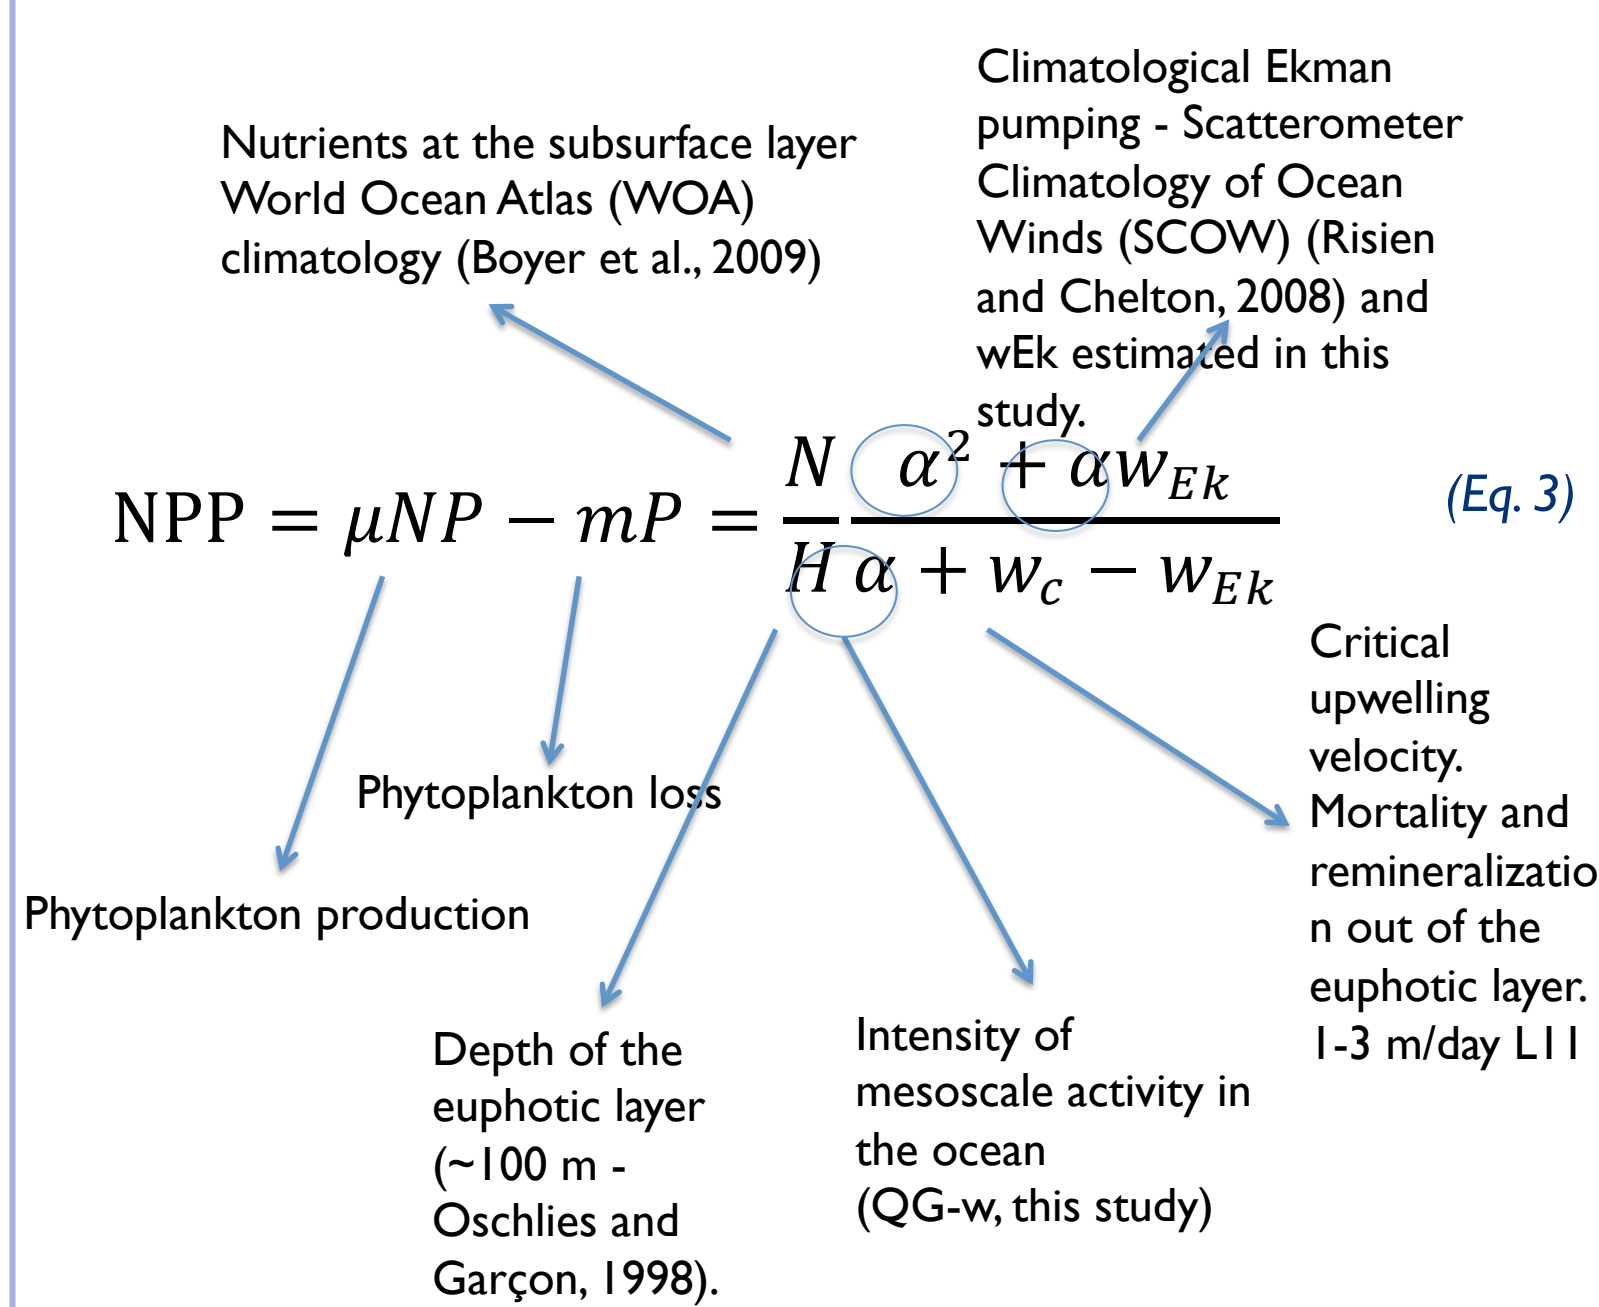 Climatological Ekman
pumping - Scatterometer
Climatology of Ocean
Winds (SCOW) (Risien
and Chelton, 2008) and
wEk estimated in this
study.
Nutrients at the subsurface layer
World Ocean Atlas (WOA)
climatology (Boyer et al., 2009)
NPP = μNP − mP = N/H (α² + αw_Ek)/(α + w_c − w_Ek)
(Eq. 3)
Phytoplankton loss
Phytoplankton production
Critical
upwelling
velocity.
Mortality and
remineralizatio
n out of the
euphotic layer.
1-3 m/day L11
Depth of the
euphotic layer
(~100 m -
Oschlies and
Garçon, 1998).
Intensity of
mesoscale activity in
the ocean
(QG-w, this study)